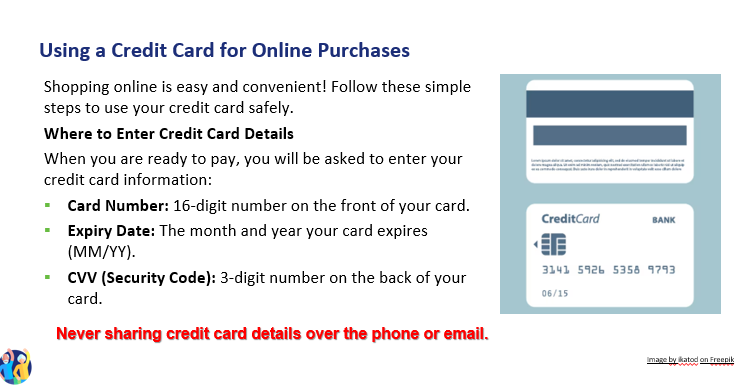 Using a Credit Card for Online Purchases
Shopping online is easy and convenient! Follow these simple
steps to use your credit card safely.
Where to Enter Credit Card Details
When you are ready to pay, you will be asked to enter your
credit card information:
▪ Card Number: 16-digit number on the front of your card.
▪ Expiry Date: The month and year your card expires
(MM/YY).
▪ CVV (Security Code): 3-digit number on the back of your
card.
Never sharing credit card details over the phone or email.
CreditCard BANK
3141 5926 5358 9793
06/15
Image by ikatod on Freepik